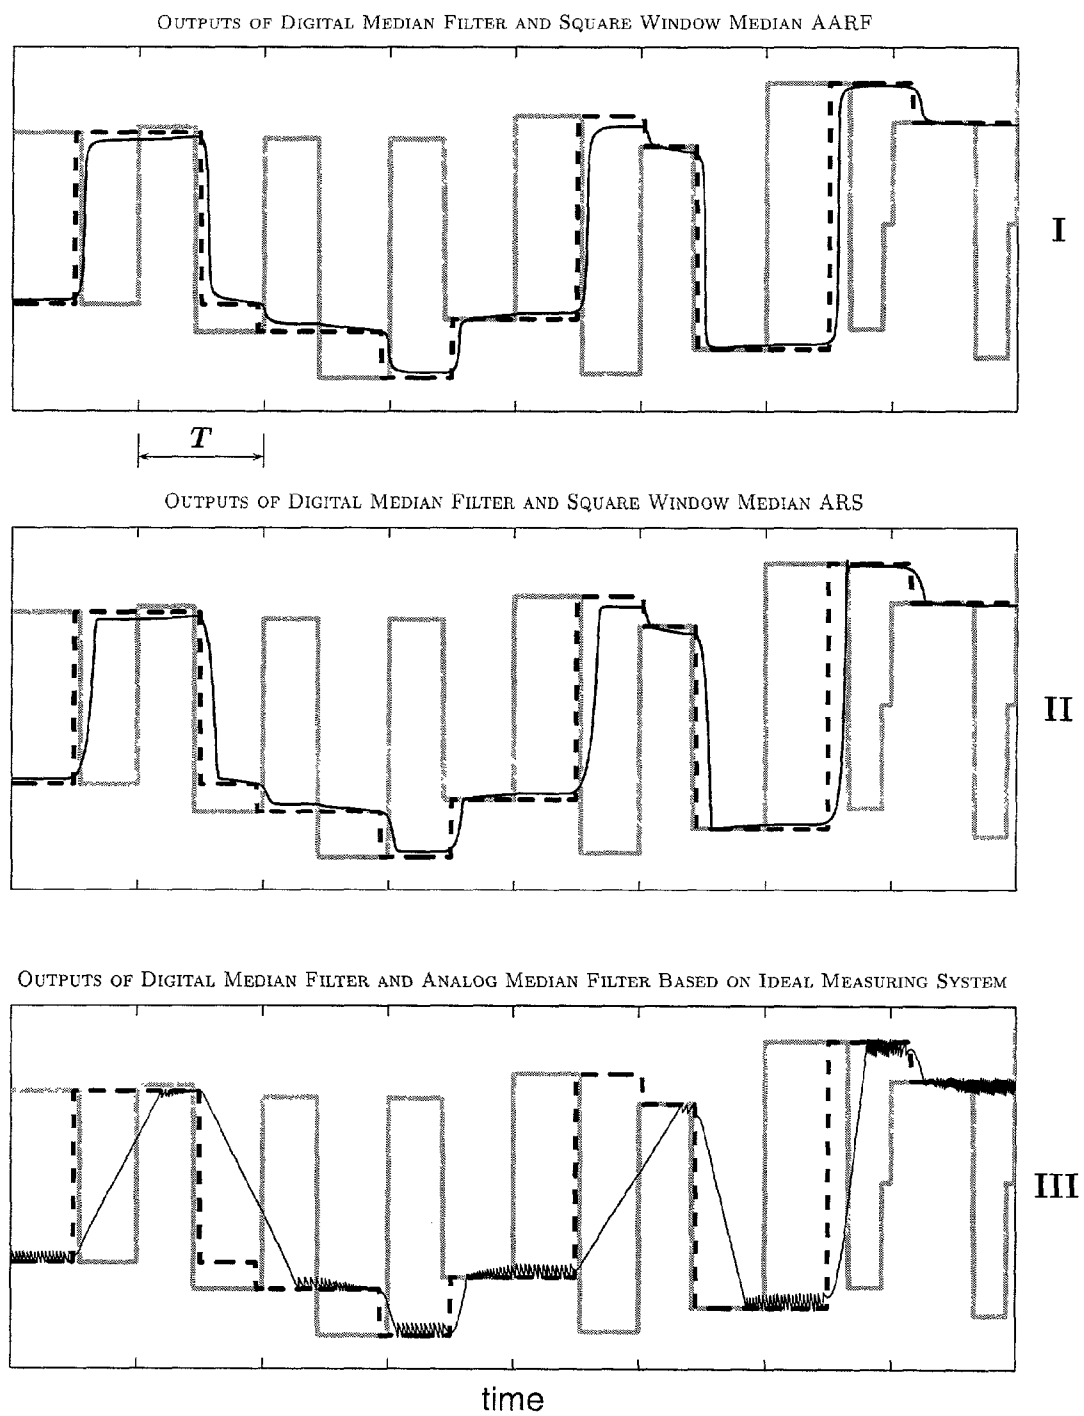 OUTPUTS OF DIGITAL MEDIAN FILTER AND SQUARE WINDOW MEDIAN AARF
I
T
OUTPUTS OF DIGITAL MEDIAN FILTER AND SQUARE WINDOW MEDIAN ARS
II
OUTPUTS OF DIGITAL MEDIAN FILTER AND ANALOG MEDIAN FILTER BASED ON IDEAL MEASURING SYSTEM
III
time